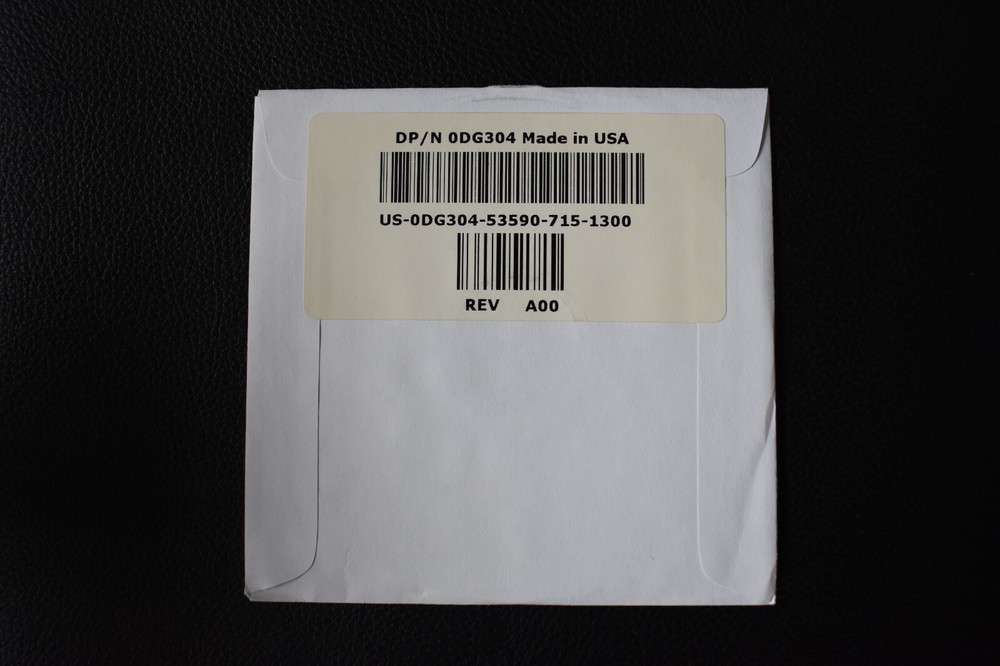 DP/N 0DG304 Made in USA
US-0DG304-53590-715-1300
REV A00